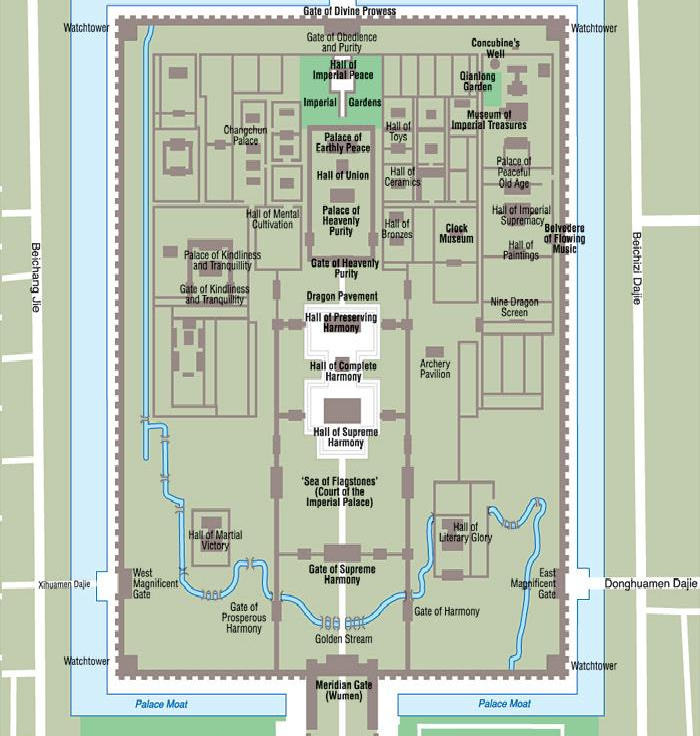 Gate of Divine Prowess
Watchtower
Watchtower
Gate of Obedience
and Purity
Concubine's
Well
Hall of
Imperial Peace
Qianlong
Garden
Imperial Gardens
Museum of
Imperial Treasures
Changchun
Palace
Hall of
Toys
Palace of
Earthly Peace
Hall of Union
Hall of
Ceramics
Palace of
Peaceful
Old Age
Hall of Mental
Cultivation
Palace of
Heavenly
Purity
Hall of
Bronzes
Clock
Museum
Hall of Imperial
Supremacy
Belvedere
of Flowing
Music
Hall of
Paintings
Palace of Kindliness
and Tranquillity
Gate of Kindliness
and Tranquillity
Gate of Heavenly
Purity
Beichang Jie
Beichizl Dajie
Dragon Pavement
Nine Dragon
Screen
Hall of Preserving
Harmony
Hall of Complete
Harmony
Archery
Pavilion
Hall of Supreme
Harmony
'Sea of Flagstones'
(Court of the
Imperial Palace)
Hall of Martial
Victory
Hall of
Literary Glory
Gate of Supreme
Harmony
Xihuamen Dajie
West
Magnificent
Gate
East
Magnificent
Gate
Donghuamen Dajie
Gate of
Prosperous
Harmony
Gate of Harmony
Golden Stream
Watchtower
Watchtower
Meridian Gate
(Wumen)
Palace Moat
Palace Moat